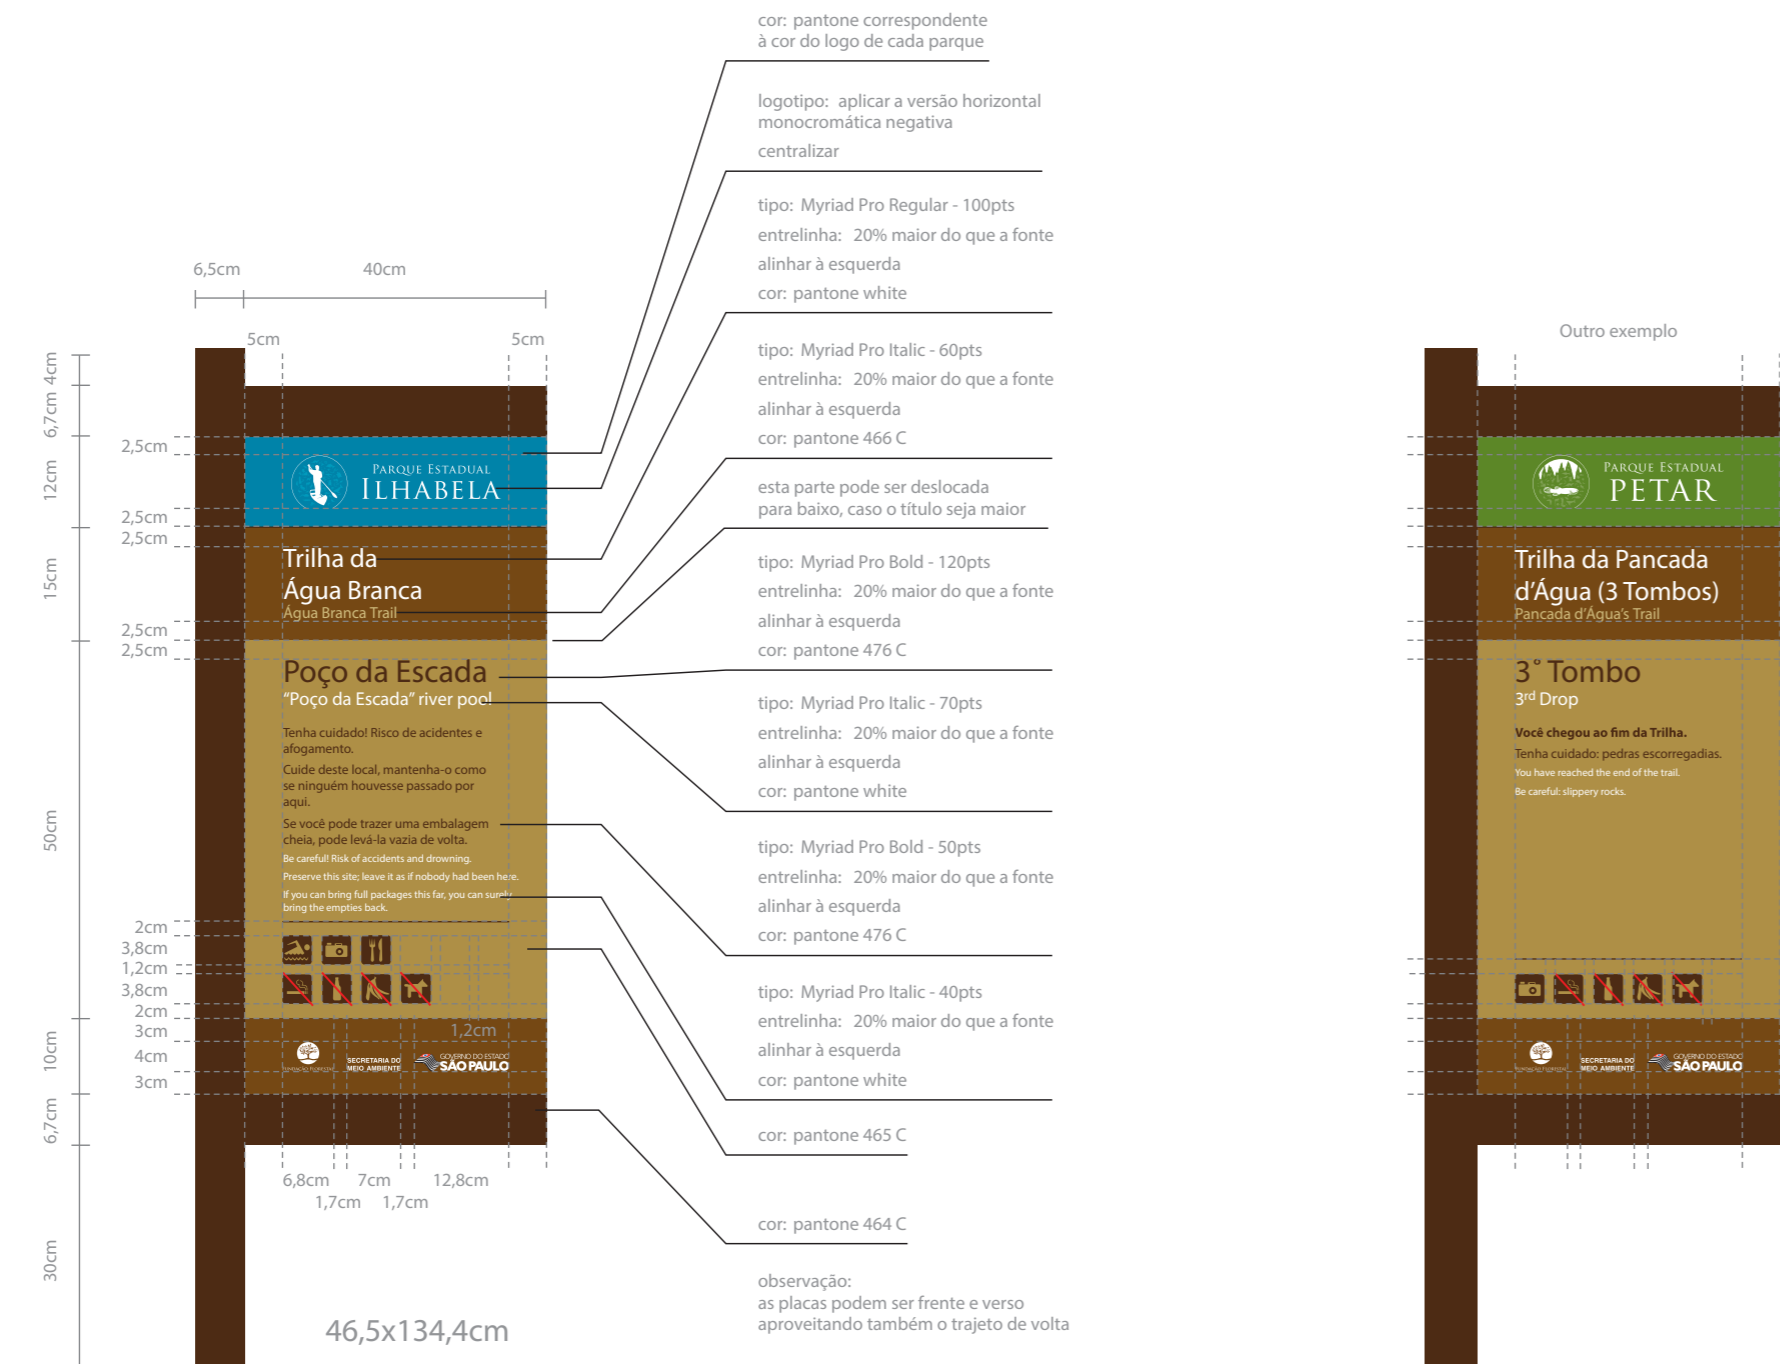 cor: pantone correspondente
à cor do logo de cada parque
logotipo: aplicar a versão horizontal
monocromática negativa
centralizar
tipo: Myriad Pro Regular - 100pts
entrelinha: 20% maior do que a fonte
alinhar à esquerda
cor: pantone white
tipo: Myriad Pro Italic - 60pts
entrelinha: 20% maior do que a fonte
alinhar à esquerda
cor: pantone 466 C
esta parte pode ser deslocada
para baixo, caso o título seja maior
tipo: Myriad Pro Bold - 120pts
entrelinha: 20% maior do que a fonte
alinhar à esquerda
cor: pantone 476 C
tipo: Myriad Pro Italic - 70pts
entrelinha: 20% maior do que a fonte
alinhar à esquerda
cor: pantone white
tipo: Myriad Pro Bold - 50pts
entrelinha: 20% maior do que a fonte
alinhar à esquerda
cor: pantone 476 C
tipo: Myriad Pro Italic - 40pts
entrelinha: 20% maior do que a fonte
alinhar à esquerda
cor: pantone white
cor: pantone 465 C
cor: pantone 464 C
observação:
as placas podem ser frente e verso
aproveitando também o trajeto de volta
6,5cm
40cm
5cm
5cm
4cm
6,7cm
12cm
15cm
50cm
10cm
6,7cm
30cm
2,5cm
2,5cm
2,5cm
2,5cm
2,5cm
2cm
3,8cm
1,2cm
3,8cm
2cm
3cm
4cm
3cm
Parque Estadual
Ilhabela
Trilha da
Água Branca
Água Branca Trail
Poço da Escada
“Poço da Escada” river pool
Tenha cuidado! Risco de acidentes e
afogamento.
Cuide deste local, mantenha-o como
se ninguém houvesse passado por
aqui.
Se você pode trazer uma embalagem
cheia, pode levá-la vazia de volta.
Be careful! Risk of accidents and drowning.
Preserve this site; leave it as if nobody had been here.
If you can bring full packages this far, you can surely
bring the empties back.
1,2cm
FUNDAÇÃO FLORESTAL
SECRETARIA DO
MEIO AMBIENTE
GOVERNO DO ESTADO
SÃO PAULO
6,8cm
7cm
12,8cm
1,7cm
1,7cm
46,5x134,4cm
Outro exemplo
Parque Estadual
PETAR
Trilha da Pancada
d’Água (3 Tombos)
Pancada d’Água’s Trail
3° Tombo
3rd Drop
Você chegou ao fim da Trilha.
Tenha cuidado: pedras escorregadias.
You have reached the end of the trail.
Be careful: slippery rocks.
FUNDAÇÃO FLORESTAL
SECRETARIA DO
MEIO AMBIENTE
GOVERNO DO ESTADO
SÃO PAULO